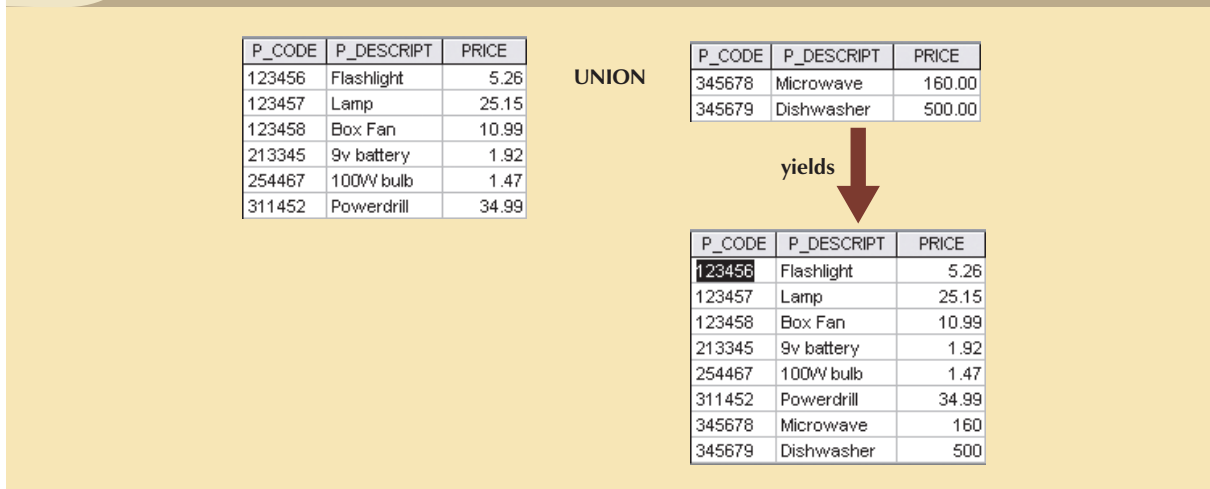 P_CODE P_DESCRIPT PRICE
123456 Flashlight 5.26
123457 Lamp 25.15
123458 Box Fan 10.99
213345 9v battery 1.92
254467 100W bulb 1.47
311452 Powerdrill 34.99
UNION
P_CODE P_DESCRIPT PRICE
345678 Microwave 160.00
345679 Dishwasher 500.00
yields
P_CODE P_DESCRIPT PRICE
123456 Flashlight 5.26
123457 Lamp 25.15
123458 Box Fan 10.99
213345 9v battery 1.92
254467 100W bulb 1.47
311452 Powerdrill 34.99
345678 Microwave 160
345679 Dishwasher 500